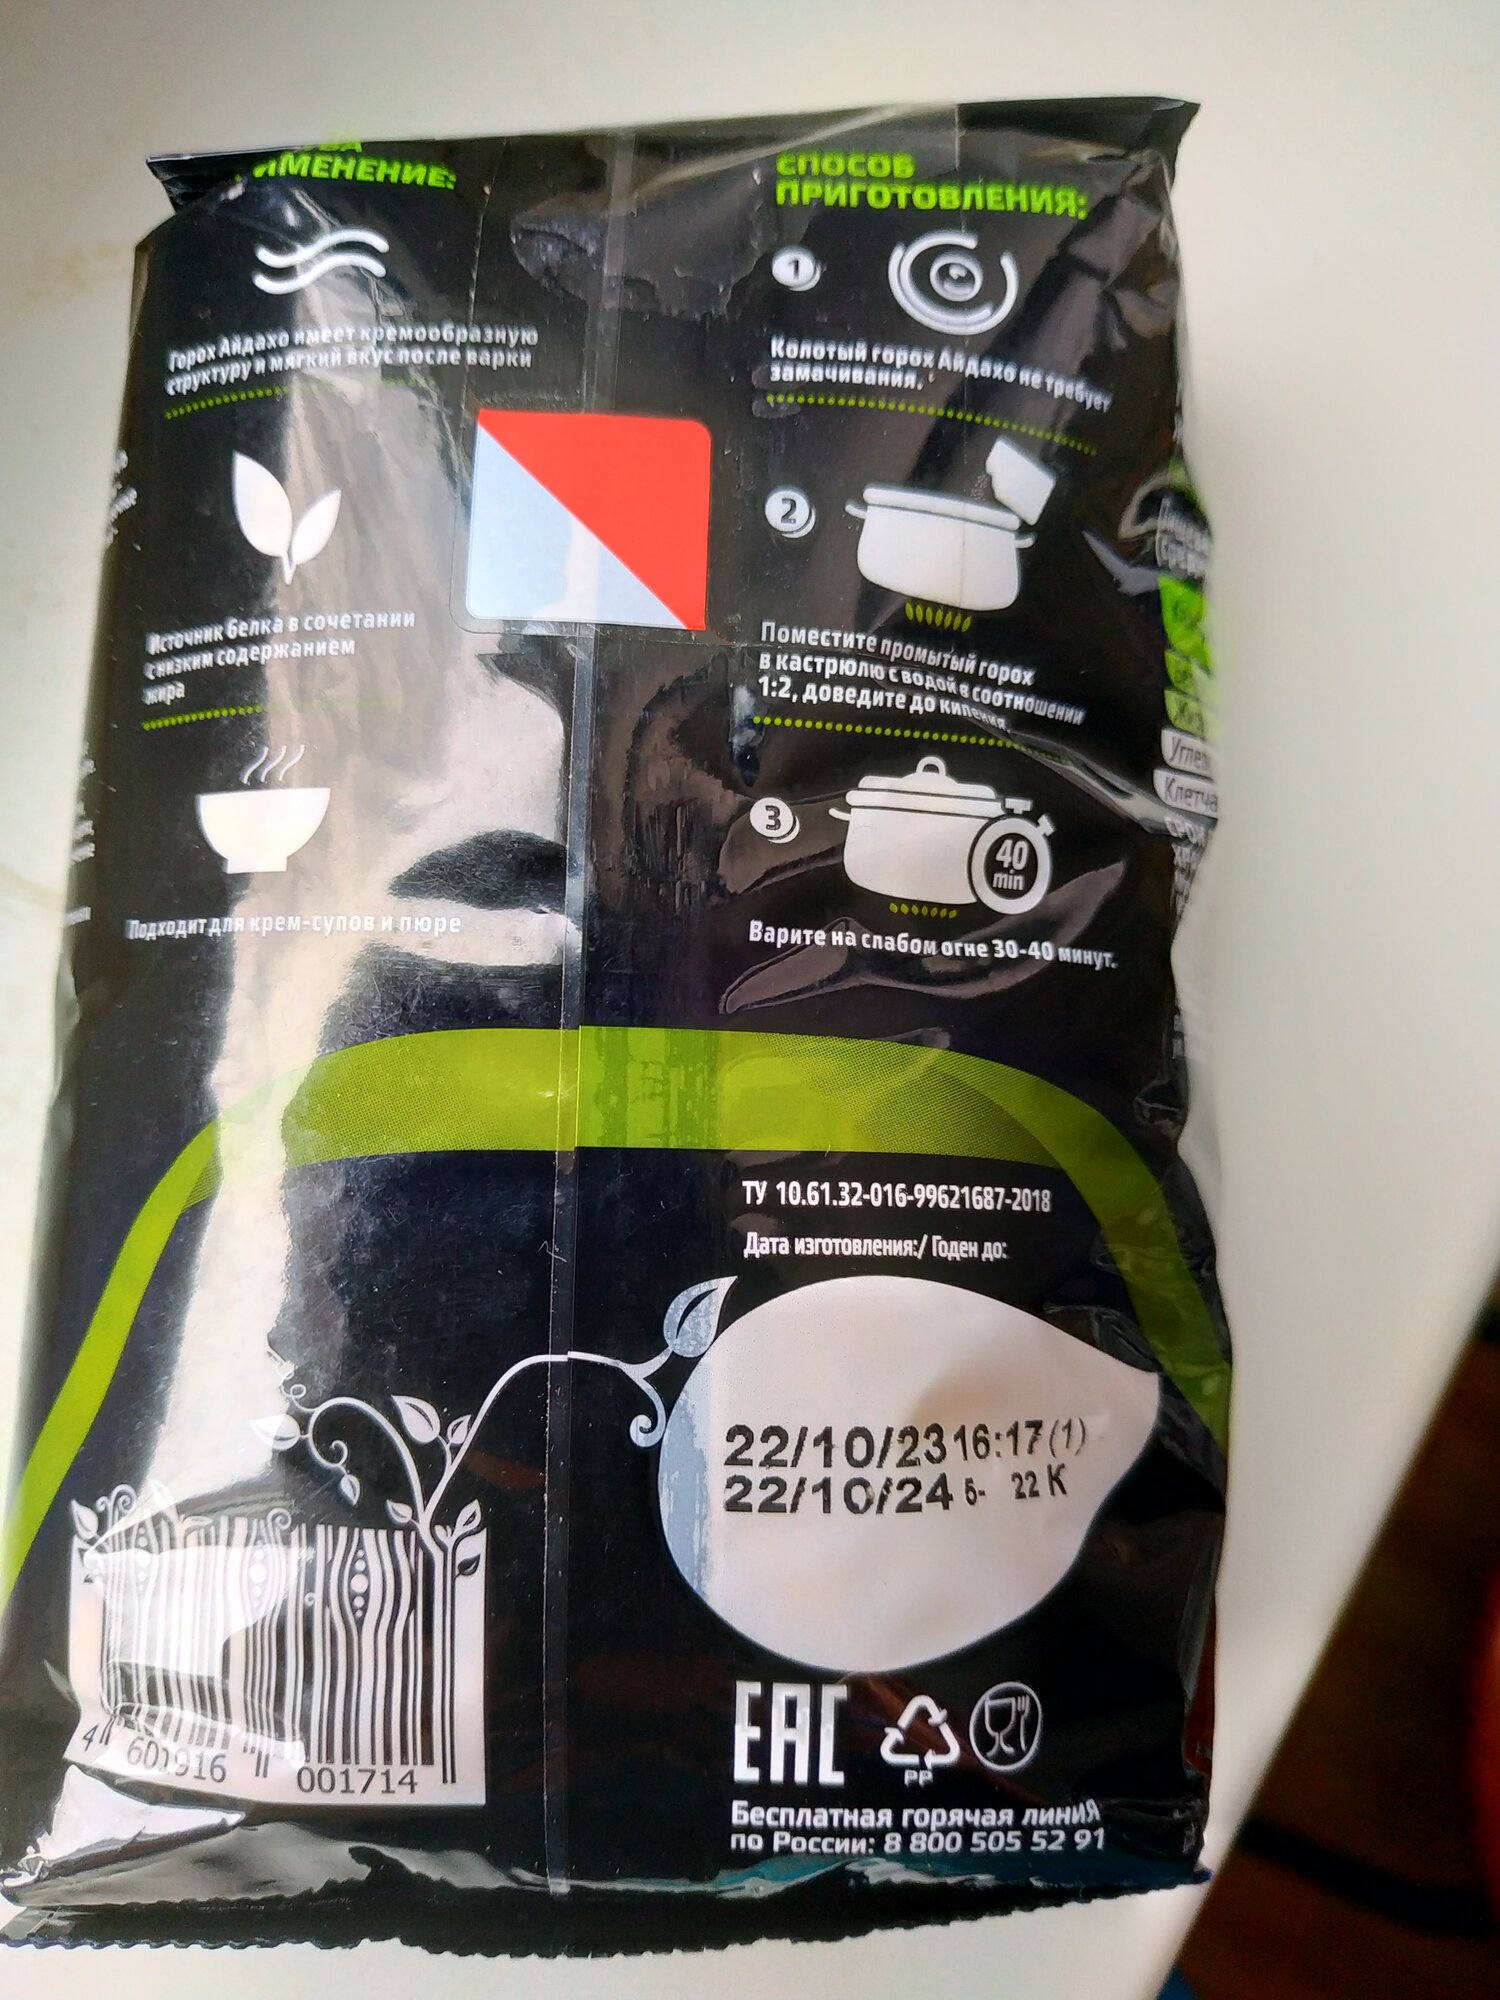 ИМЕНЕНИЕ:
Горох Айдахо имеет кремообразную
структуру и мягкий вкус после варки
Источник белка в сочетании
с низким содержанием
жира
Подходит для крем-супов и пюре
СПОСОБ
ПРИГОТОВЛЕНИЯ:
1
Колотый горох Айдахо не требует
замачивания.
2
Поместите промытый горох
в кастрюлю с водой в соотношении
1:2, доведите до кипения
3
40
min
Варите на слабом огне 30-40 минут.
ТУ 10.61.32-016-99621687-2018
Дата изготовления:/ Годен до:
22/10/23 16:17(1)
22/10/24 6- 22 К
4 601916 001714
EAC
PP
Бесплатная горячая линия
по России: 8 800 505 52 91
Углев
Клетча